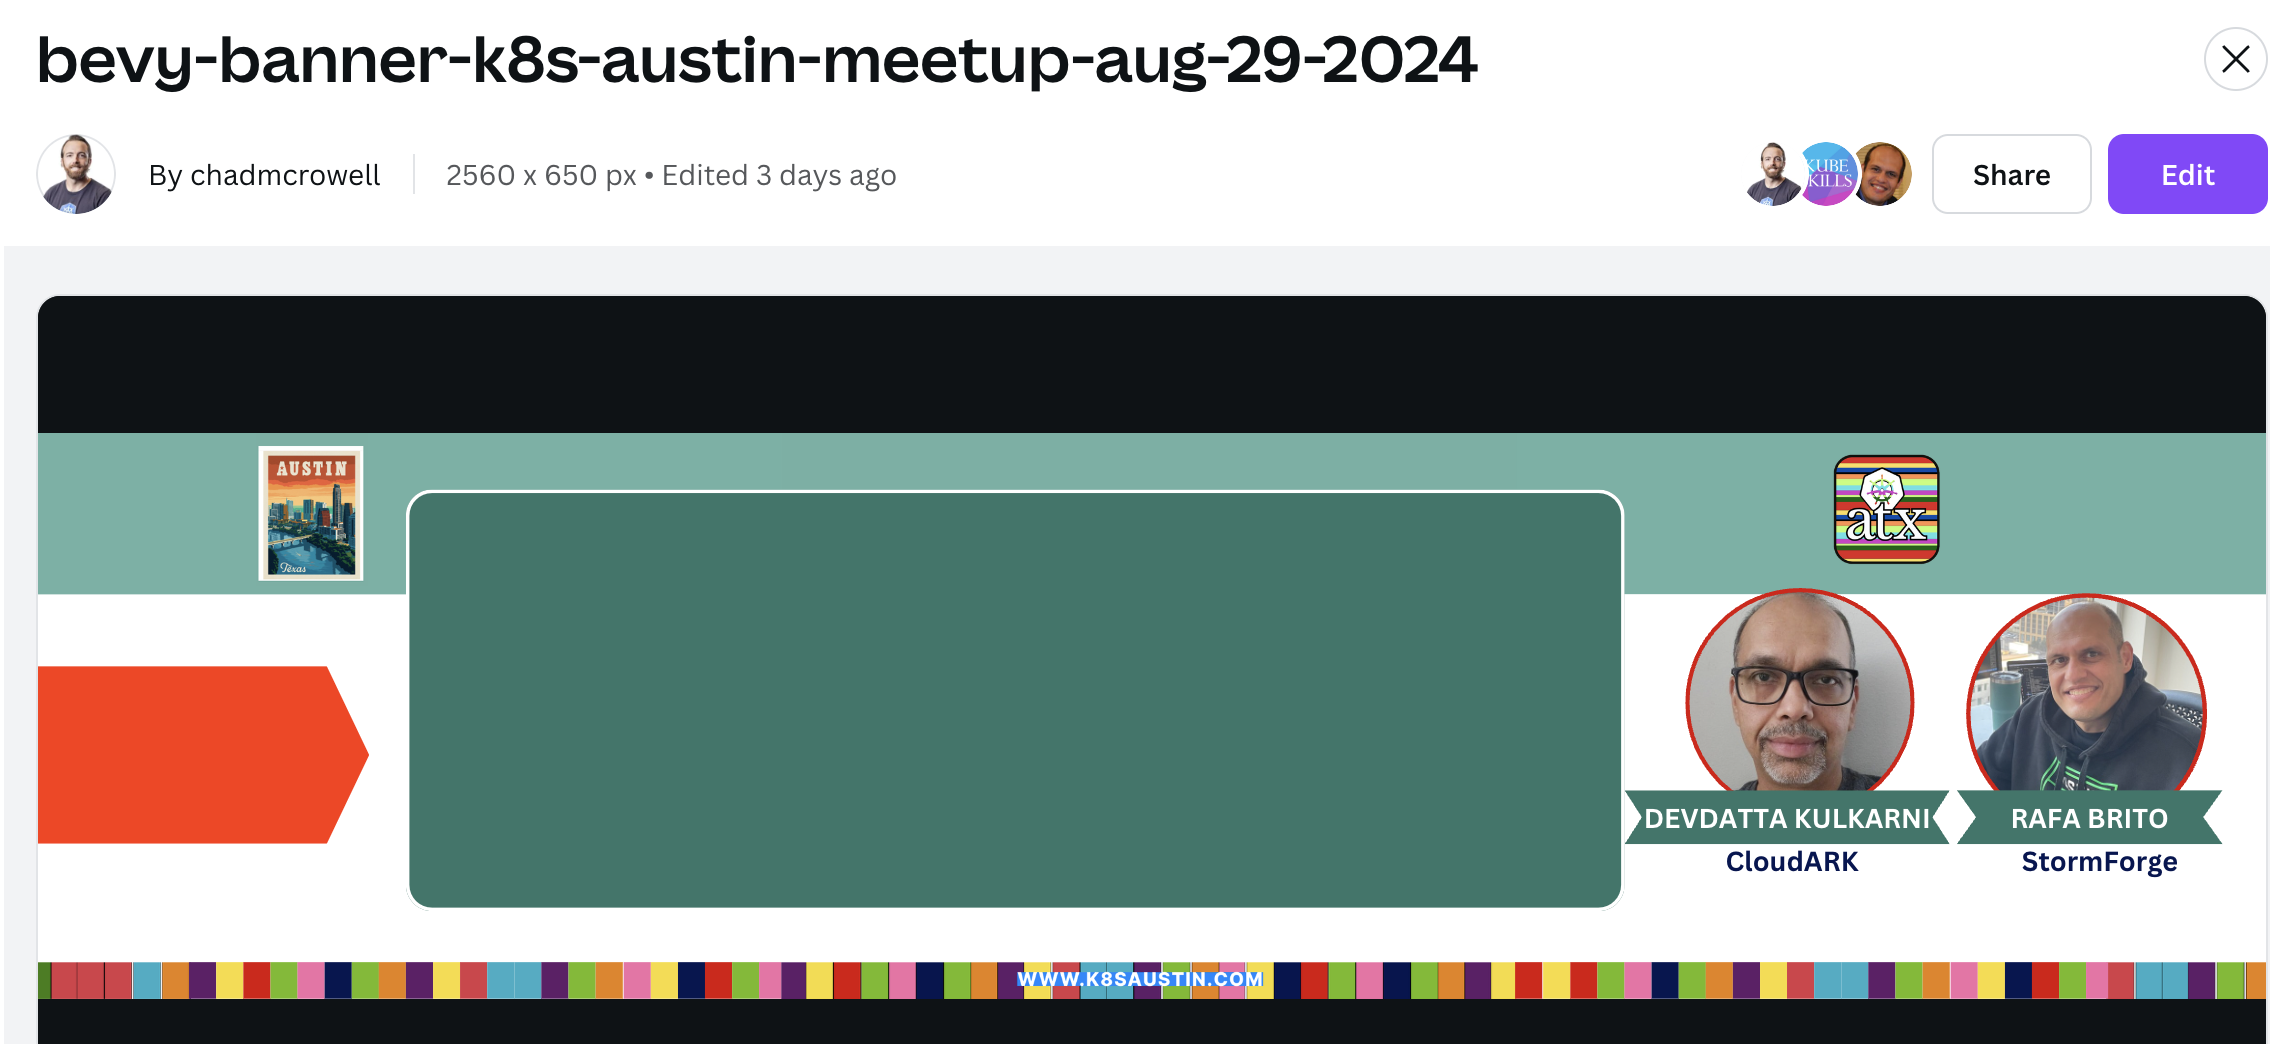 bevy-banner-k8s-austin-meetup-aug-29-2024
By chadmcrowell
2560 x 650 px • Edited 3 days ago
KUBE
KILLS
Share
Edit
AUSTIN
Texas
atx
DEVDATTA KULKARNI
RAFA BRITO
CloudARK
StormForge
WWW.K8SAUSTIN.COM